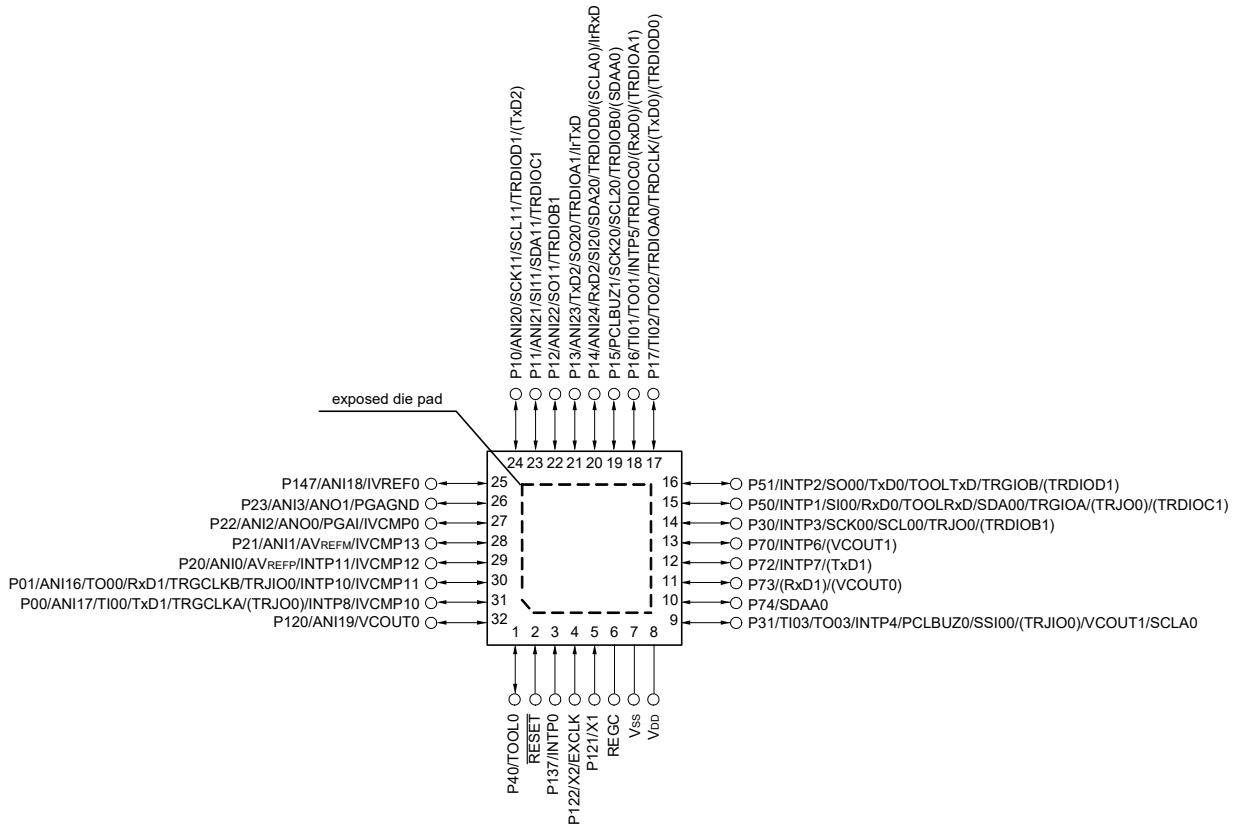 P10/ANI20/SCK11/SCL11/TRDIOD1/(TxD2)
P11/ANI21/SI11/SDA11/TRDIOC1
P12/ANI22/SO11/TRDIOB1
P13/ANI23/TxD2/SO20/TRDIOA1/IrTxD
P14/ANI24/RxD2/SI20/SDA20/TRDIOD0/(SCLA0)/IrRxD
P15/PCLBUZ1/SCK20/SCL20/TRDIOB0/(SDAA0)
P16/TI01/TO01/INTP5/TRDIOC0/(RxD0)/(TRDIOA1)
P17/TI02/TO02/TRDIOA0/TRDCLK/(TxD0)/(TRDIOD0)
exposed die pad
24 23 22 21 20 19 18 17
P147/ANI18/IVREF0 25
P23/ANI3/ANO1/PGAGND 26
P22/ANI2/ANO0/PGAI/IVCMP0 27
P21/ANI1/AVREFM/IVCMP13 28
P20/ANI0/AVREFP/INTP11/IVCMP12 29
P01/ANI16/TO00/RxD1/TRGCLKB/TRJIO0/INTP10/IVCMP11 30
P00/ANI17/TI00/TxD1/TRGCLKA/(TRJO0)/INTP8/IVCMP10 31
P120/ANI19/VCOUT0 32
16 P51/INTP2/SO00/TxD0/TOOLTxD/TRGIOB/(TRDIOD1)
15 P50/INTP1/SI00/RxD0/TOOLRxD/SDA00/TRGIOA/(TRJO0)/(TRDIOC1)
14 P30/INTP3/SCK00/SCL00/TRJO0/(TRDIOB1)
13 P70/INTP6/(VCOUT1)
12 P72/INTP7/(TxD1)
11 P73/(RxD1)/(VCOUT0)
10 P74/SDAA0
9 P31/TI03/TO03/INTP4/PCLBUZ0/SSI00/(TRJIO0)/VCOUT1/SCLA0
1 2 3 4 5 6 7 8
P40/TOOL0
RESET
P137/INTP0
P122/X2/EXCLK
P121/X1
REGC
VSS
VDD